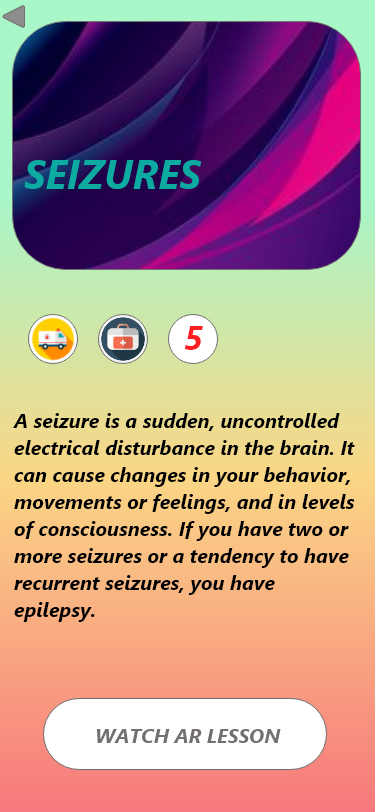 SEIZURES
5
A seizure is a sudden, uncontrolled
electrical disturbance in the brain. It
can cause changes in your behavior,
movements or feelings, and in levels
of consciousness. If you have two or
more seizures or a tendency to have
recurrent seizures, you have
epilepsy.
WATCH AR LESSON